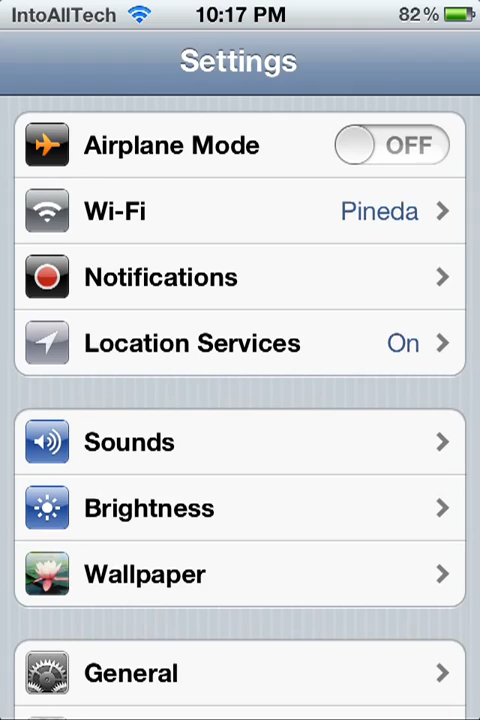 IntoAllTech 10:17 PM 82%
Settings
Airplane Mode OFF
Wi-Fi Pineda
Notifications
Location Services On
Sounds
Brightness
Wallpaper
General